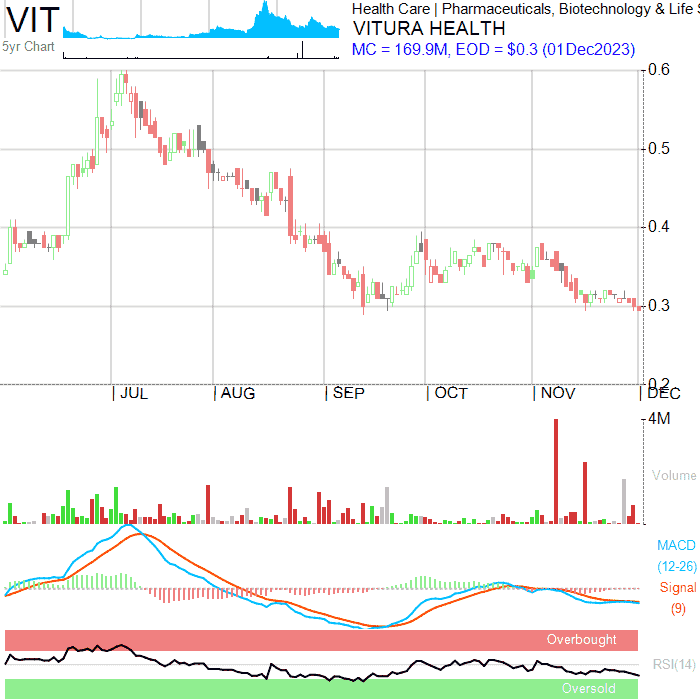 VIT
5yr Chart
Health Care | Pharmaceuticals, Biotechnology & Life S
VITURA HEALTH
MC = 169.9M, EOD = $0.3 (01Dec2023)
0.6
0.5
0.4
0.3
0.2
JUL
AUG
SEP
OCT
NOV
DEC
4M
Volume
MACD
(12-26)
Signal
(9)
Overbought
RSI(14)
Oversold